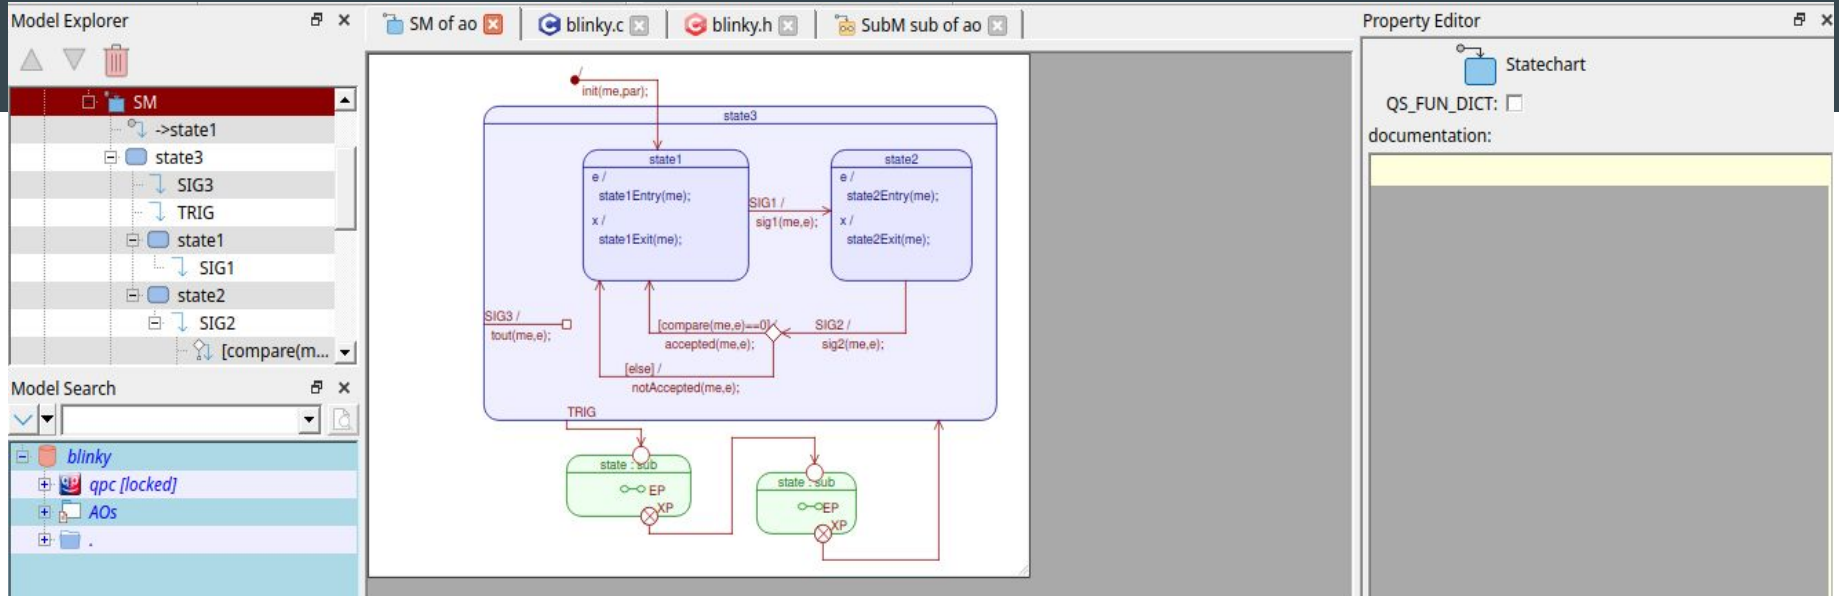 Model Explorer
SM
->state1
state3
SIG3
TRIG
state1
SIG1
state2
SIG2
[compare(m...
Model Search
blinky
qpc [locked]
AOs
.
SM of ao
blinky.c
blinky.h
SubM sub of ao
/
init(me,par);
state3
state1
e /
state1Entry(me);
x /
state1Exit(me);
SIG1 /
sig1(me,e);
state2
e /
state2Entry(me);
x /
state2Exit(me);
SIG3 /
tout(me,e);
[compare(me,e)==0] /
accepted(me,e);
SIG2 /
sig2(me,e);
[else] /
notAccepted(me,e);
TRIG
state : sub
EP
XP
state : sub
EP
XP
Property Editor
Statechart
QS_FUN_DICT:
documentation: